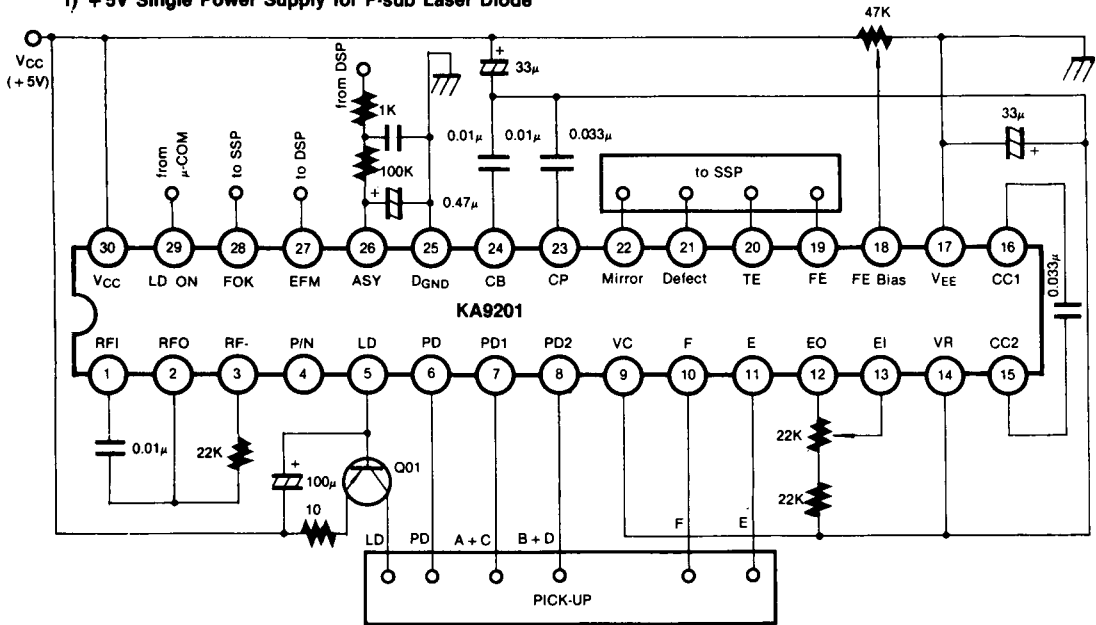 i) +5V Single Power Supply for P-sub Laser Diode
47K
VCC
(+5V)
from DSP
33μ
33μ
1K
0.01μ
0.01μ
0.033μ
from
μ-COM
to SSP
to DSP
to SSP
100K
0.47μ
30
29
28
27
26
25
24
23
22
21
20
19
18
17
16
VCC
LD ON
FOK
EFM
ASY
DGND
CB
CP
Mirror
Defect
TE
FE
FE Bias
VEE
CC1
0.033μ
KA9201
RFI
RFO
RF-
P/N
LD
PD
PD1
PD2
VC
F
E
EO
EI
VR
CC2
1
2
3
4
5
6
7
8
9
10
11
12
13
14
15
0.01μ
22K
100μ
Q01
22K
10
22K
LD
PD
A + C
B + D
F
E
PICK-UP